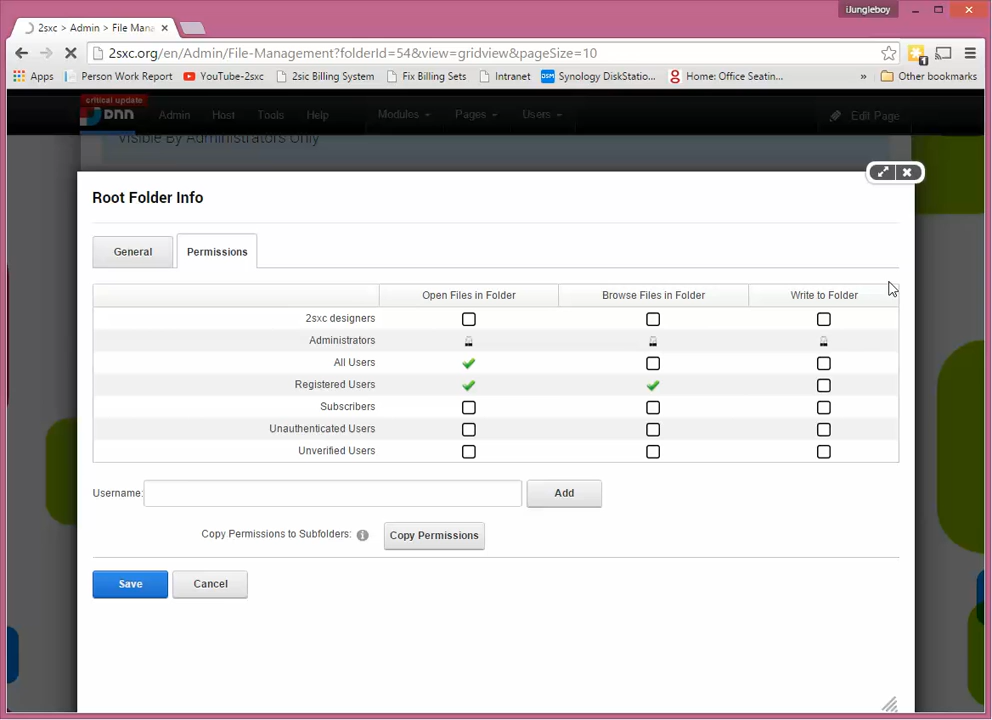 iJungleboy
2sxc > Admin > File Mana
2sxc.org/en/Admin/File-Management?folderId=54&view=gridview&pageSize=10
Apps Person Work Report YouTube-2sxc 2sic Billing System Fix Billing Sets Intranet DSM Synology DiskStatio... Home: Office Seatin... » Other bookmarks
critical update
DNN Admin Host Tools Help Modules Pages Users Edit Page
Visible By Administrators Only
Root Folder Info
General Permissions
Open Files in Folder Browse Files in Folder Write to Folder
2sxc designers
Administrators
All Users
Registered Users
Subscribers
Unauthenticated Users
Unverified Users
Username: Add
Copy Permissions to Subfolders: Copy Permissions
Save Cancel